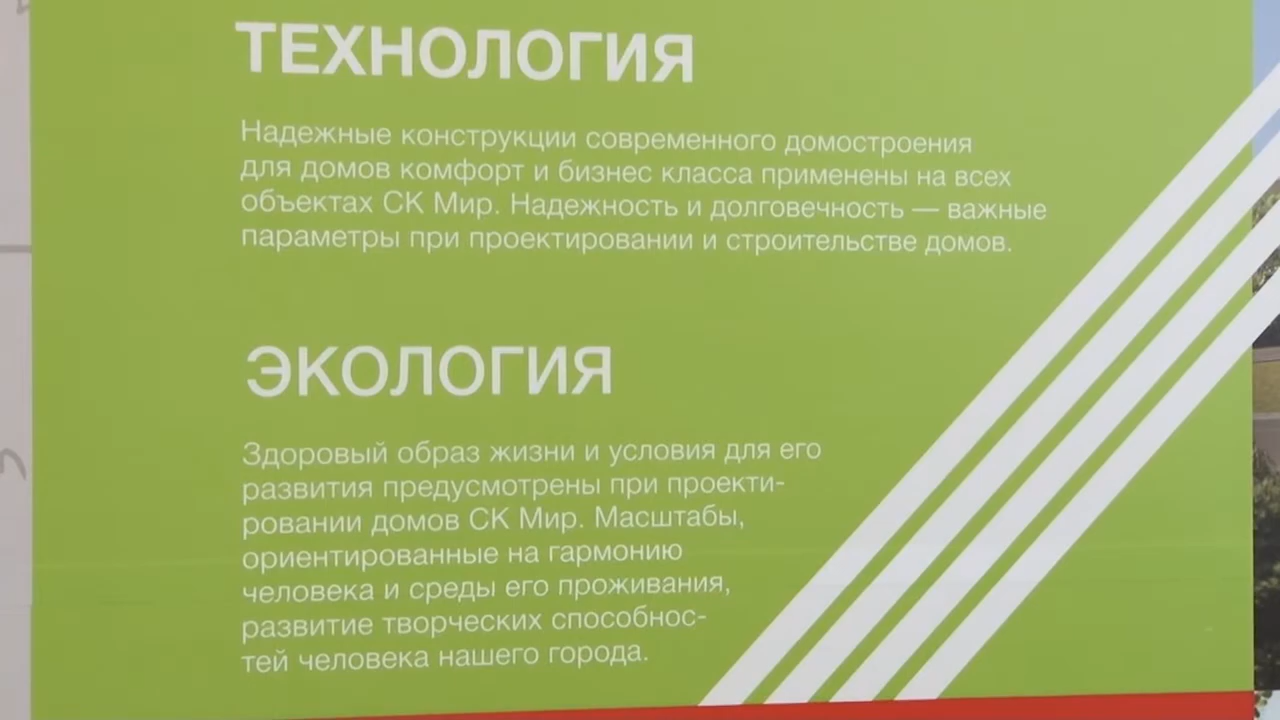 ТЕХНОЛОГИЯ
Надежные конструкции современного домостроения
для домов комфорт и бизнес класса применены на всех
объектах СК Мир. Надежность и долговечность — важные
параметры при проектировании и строительстве домов.
ЭКОЛОГИЯ
Здоровый образ жизни и условия для его
развития предусмотрены при проекти-
ровании домов СК Мир. Масштабы,
ориентированные на гармонию
человека и среды его проживания,
развитие творческих способнос-
тей человека нашего города.